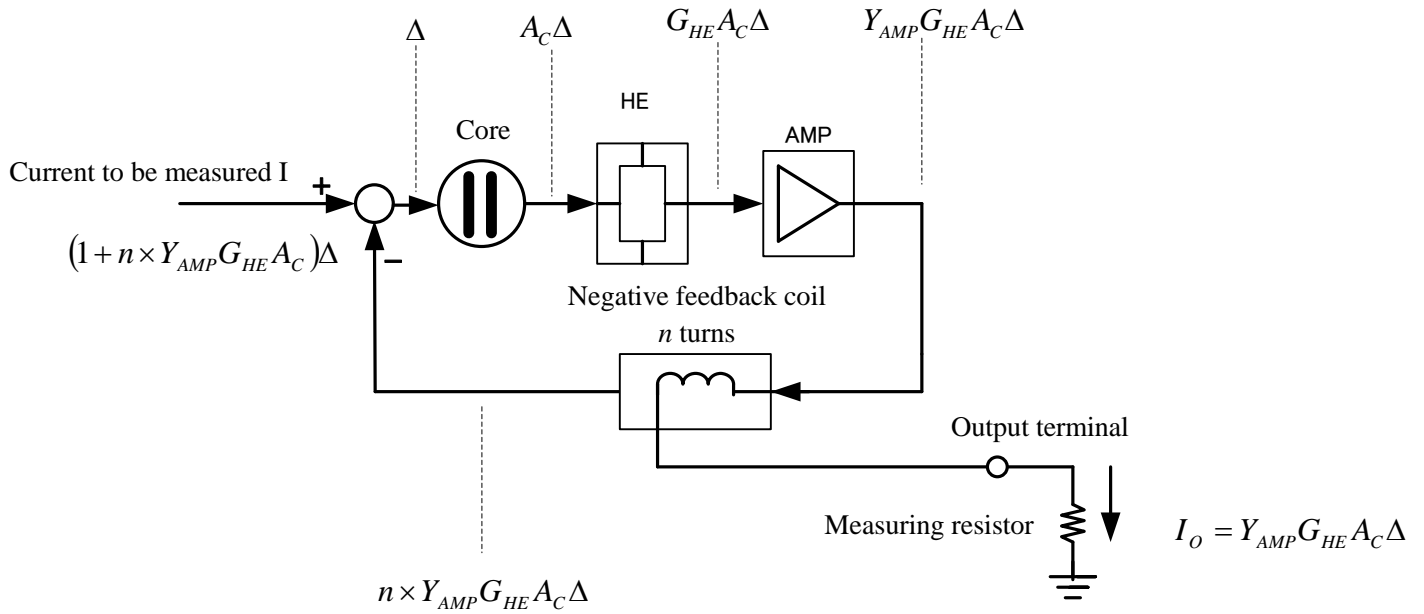 Δ
A_C Δ
G_HE A_C Δ
Y_AMP G_HE A_C Δ
HE
AMP
Core
Current to be measured I
+
−
(1 + n × Y_AMP G_HE A_C)Δ
Negative feedback coil
n turns
Output terminal
Measuring resistor
I_O = Y_AMP G_HE A_C Δ
n × Y_AMP G_HE A_C Δ